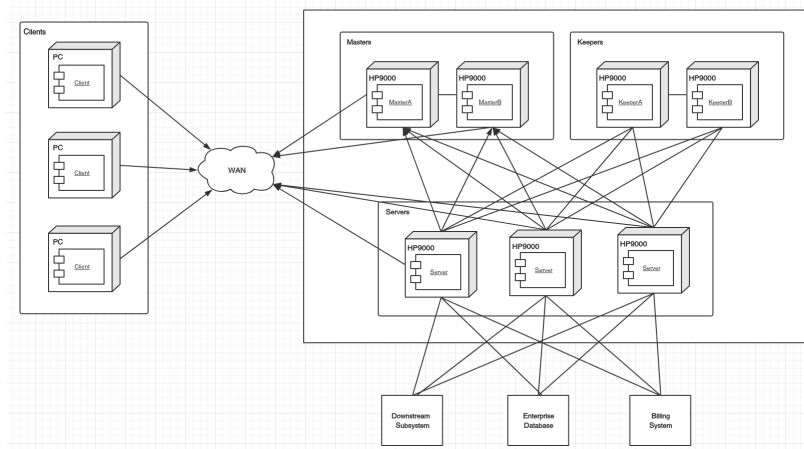 Clients
PC
Client
PC
Client
PC
Client
WAN
Masters
HP9000
MasterA
HP9000
MasterB
Keepers
HP9000
KeeperA
HP9000
KeeperB
Servers
HP9000
Server
HP9000
Server
HP9000
Server
Downstream
Subsystem
Enterprise
Database
Billing
System